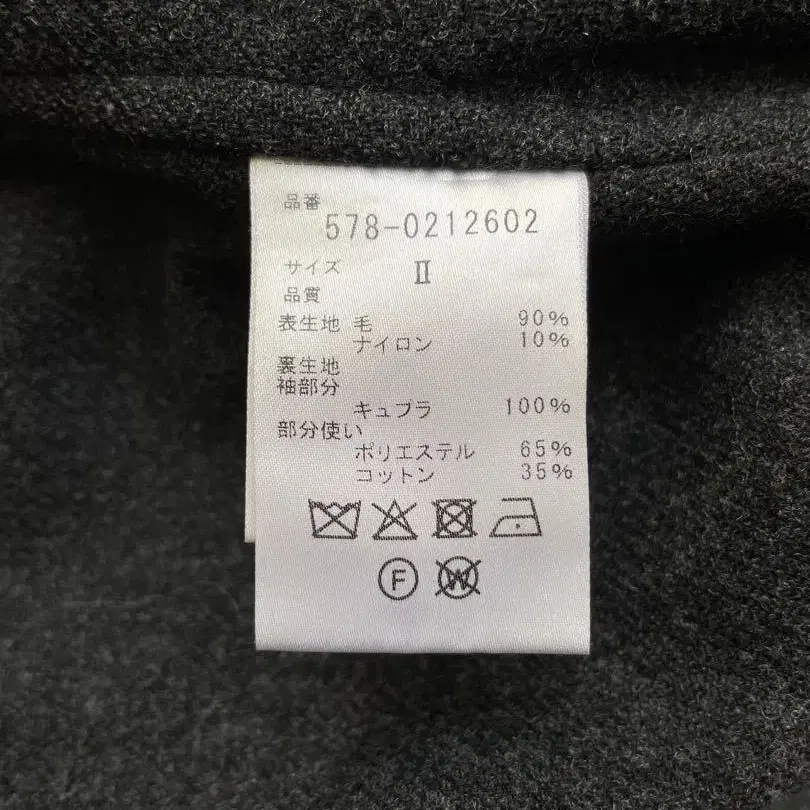 品番
578-0212602
サイズ Ⅱ
品質
表生地 毛 90%
ナイロン 10%
裏生地
袖部分
キュプラ 100%
部分使い
ポリエステル 65%
コットン 35%
F W